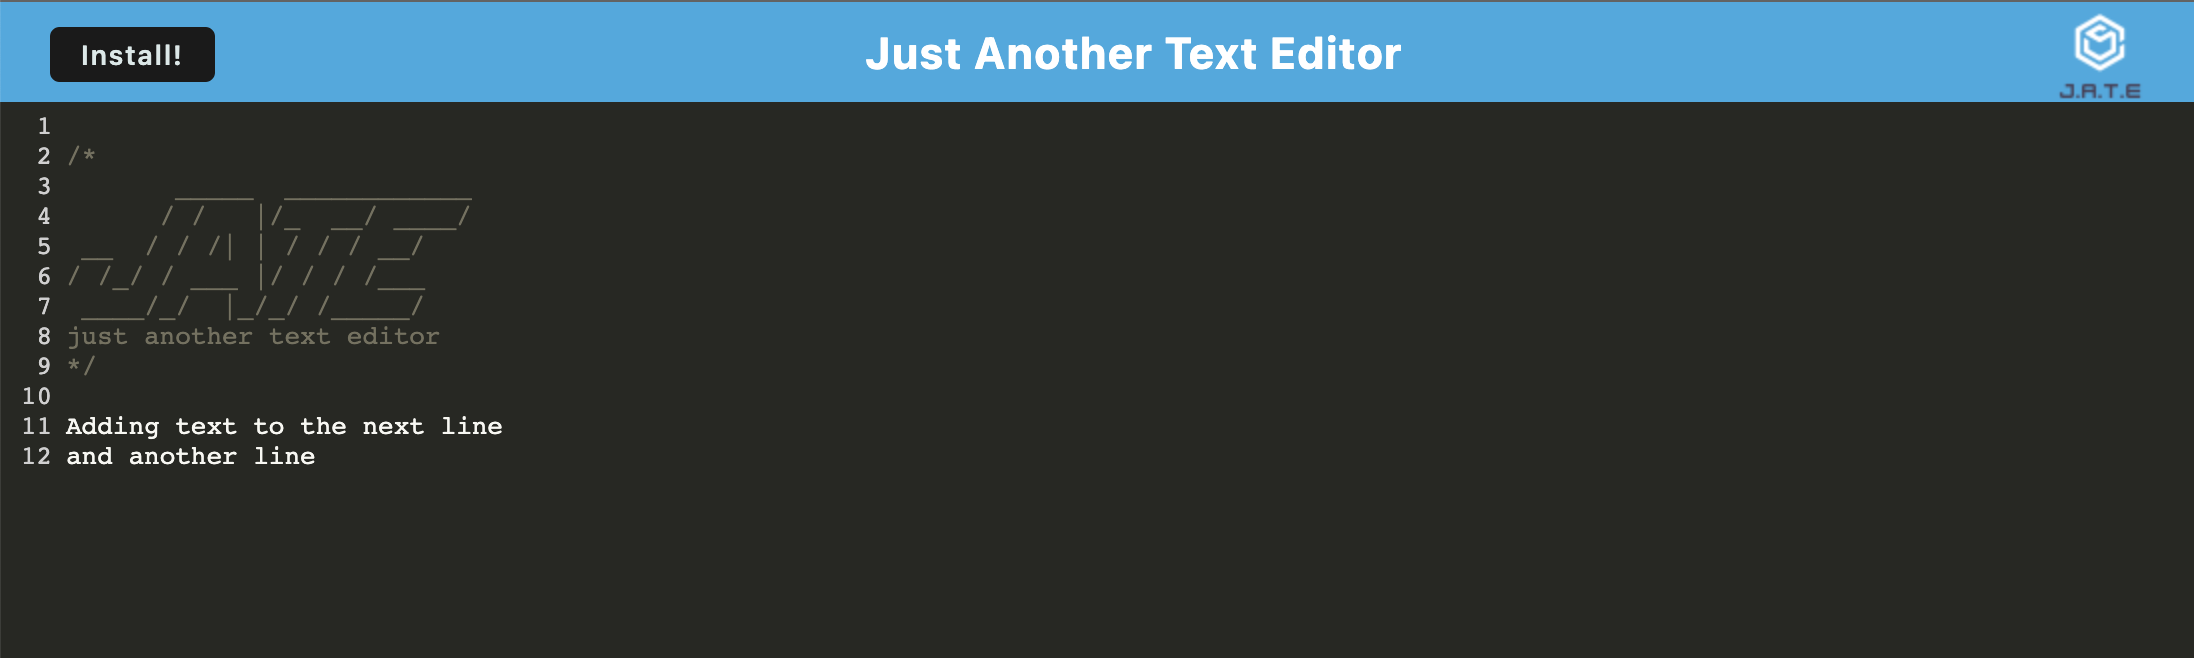 Install!
Just Another Text Editor
J.A.T.E
1
2 /*
3        _____  ____________
4       / /   |/_  __/ ____/
5  __  / / /| | / / / __/
6 / /_/ / ___ |/ / / /___
7  ____/_/  |_/_/ /_____/
8 just another text editor
9 */
10
11 Adding text to the next line
12 and another line